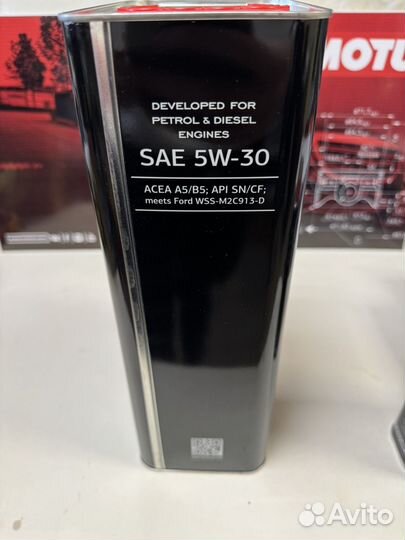 MOTU
DEVELOPED FOR
PETROL & DIESEL
ENGINES
SAE 5W-30
ACEA A5/B5; API SN/CF;
meets Ford WSS-M2C913-D
Avito